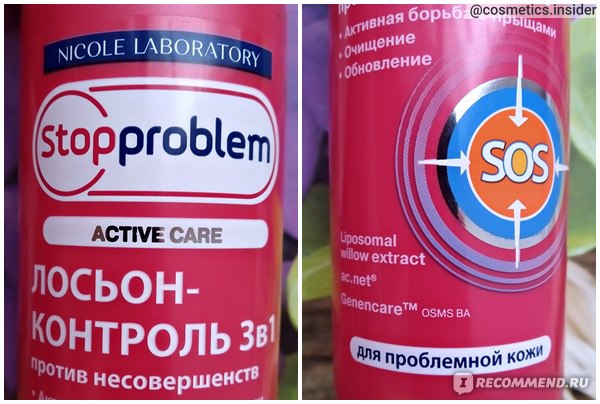 NICOLE LABORATORY
Stopproblem
ACTIVE CARE
ЛОСЬОН-
КОНТРОЛЬ 3в1
против несовершенств
@cosmetics.insider
• Активная борьба с прыщами
• Очищение
• Обновление
SOS
Liposomal
willow extract
ac.net®
Genencare™ OSMS BA
для проблемной кожи
IRECOMMEND.RU